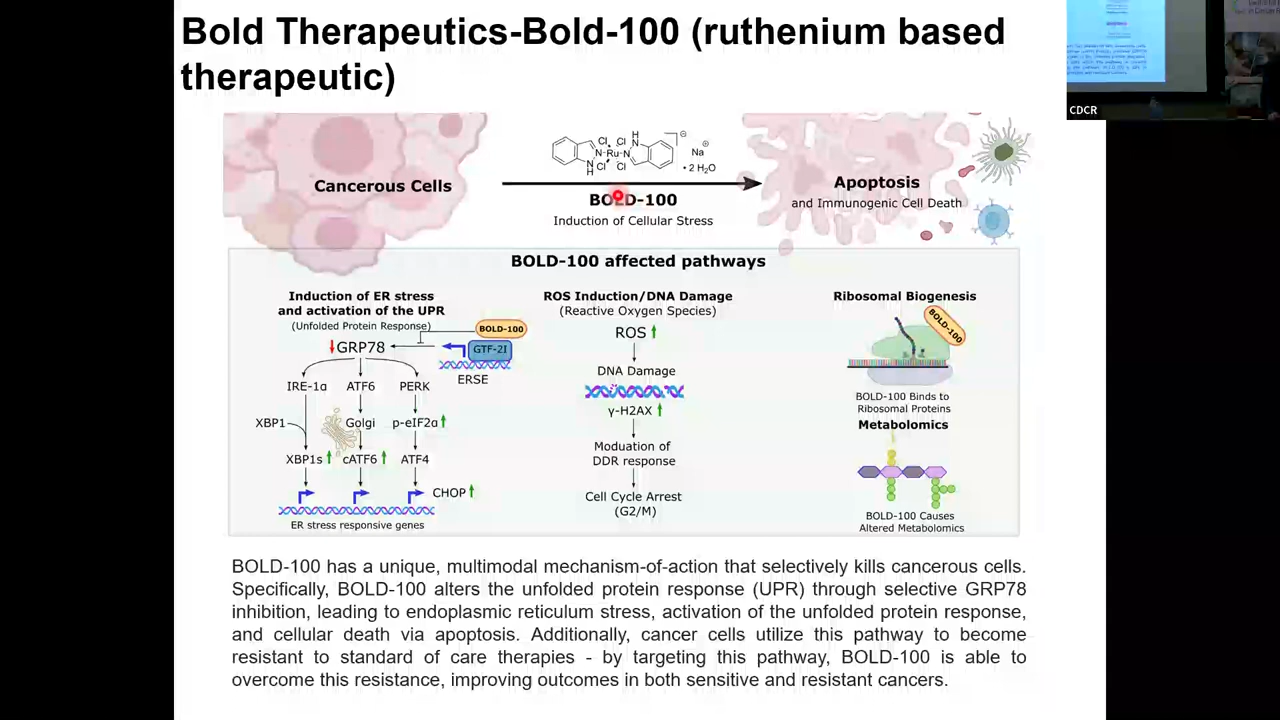 Bold Therapeutics-Bold-100 (ruthenium based
therapeutic)
CDCR
Cancerous Cells
H
Cl Cl
N Ru N
N Cl Cl
H
Na
• 2 H₂O
BOLD-100
Induction of Cellular Stress
Apoptosis
and Immunogenic Cell Death
BOLD-100 affected pathways
Induction of ER stress
and activation of the UPR
(Unfolded Protein Response)
BOLD-100
GRP78
GTF-2I
ERSE
IRE-1α ATF6 PERK
XBP1 Golgi p-eIF2α
XBP1s cATF6 ATF4
CHOP
ER stress responsive genes
ROS Induction/DNA Damage
(Reactive Oxygen Species)
ROS
DNA Damage
γ-H2AX
Moduation of
DDR response
Cell Cycle Arrest
(G2/M)
Ribosomal Biogenesis
BOLD-100
BOLD-100 Binds to
Ribosomal Proteins
Metabolomics
BOLD-100 Causes
Altered Metabolomics
BOLD-100 has a unique, multimodal mechanism-of-action that selectively kills cancerous cells.
Specifically, BOLD-100 alters the unfolded protein response (UPR) through selective GRP78
inhibition, leading to endoplasmic reticulum stress, activation of the unfolded protein response,
and cellular death via apoptosis. Additionally, cancer cells utilize this pathway to become
resistant to standard of care therapies - by targeting this pathway, BOLD-100 is able to
overcome this resistance, improving outcomes in both sensitive and resistant cancers.